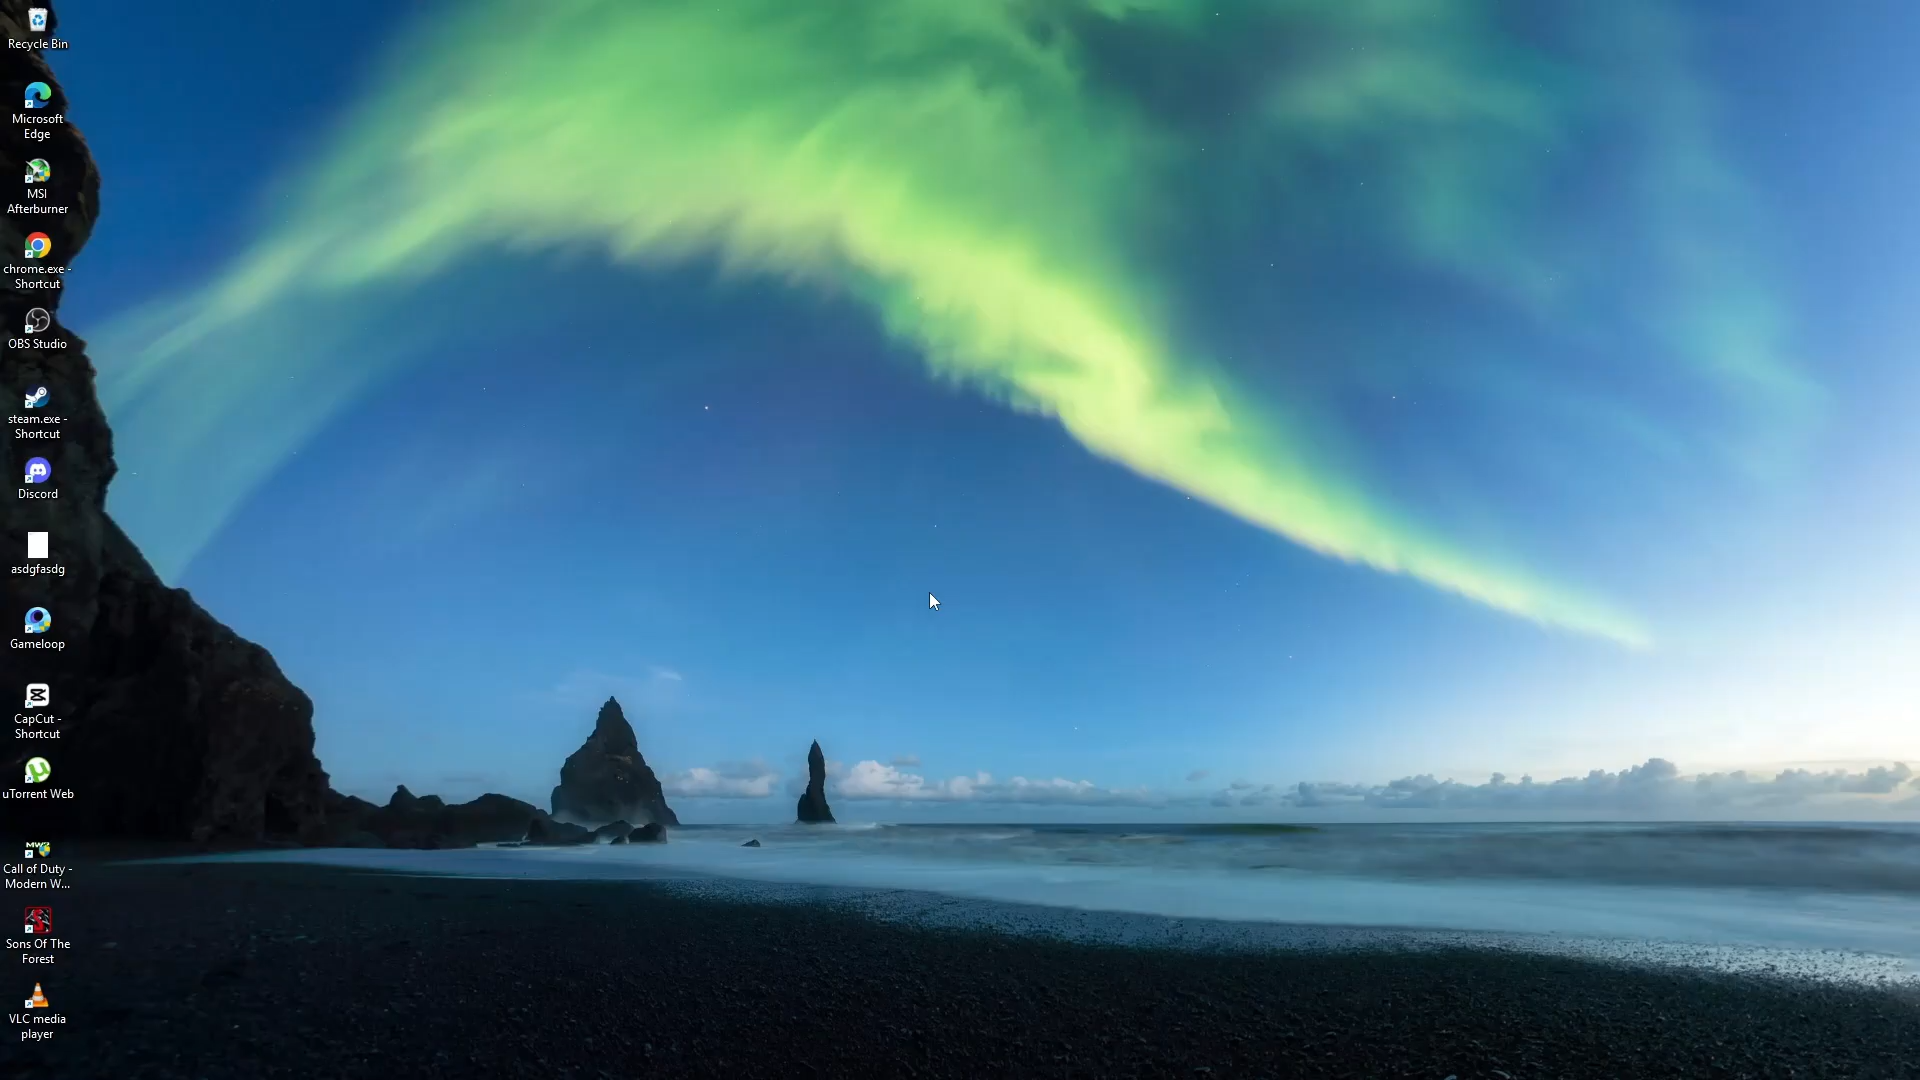 Recycle Bin
Microsoft
Edge
MSI
Afterburner
chrome.exe -
Shortcut
OBS Studio
steam.exe -
Shortcut
Discord
asdgfasdg
Gameloop
CapCut -
Shortcut
uTorrent Web
Call of Duty -
Modern W...
Sons Of The
Forest
VLC media
player